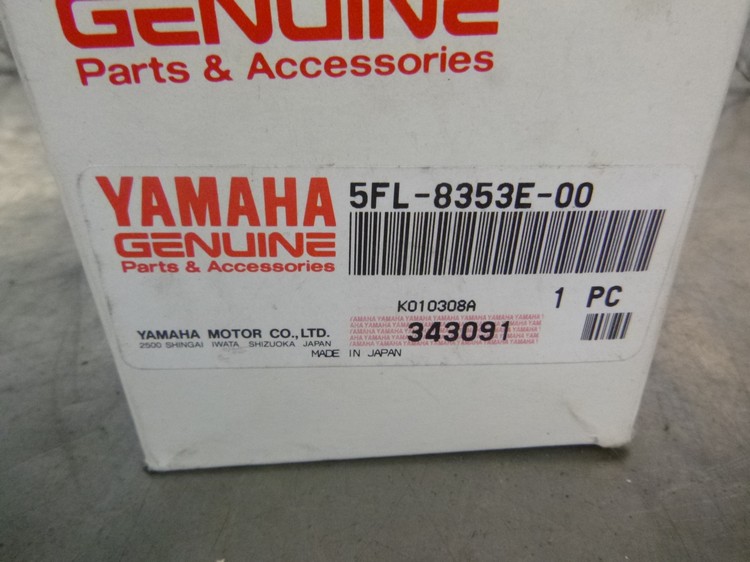 GENUINE
Parts & Accessories
YAMAHA
GENUINE
Parts & Accessories
5FL-8353E-00
K010308A
1 PC
343091
YAMAHA MOTOR CO.,LTD.
2500 SHINGAI IWATA SHIZUOKA JAPAN
MADE IN JAPAN